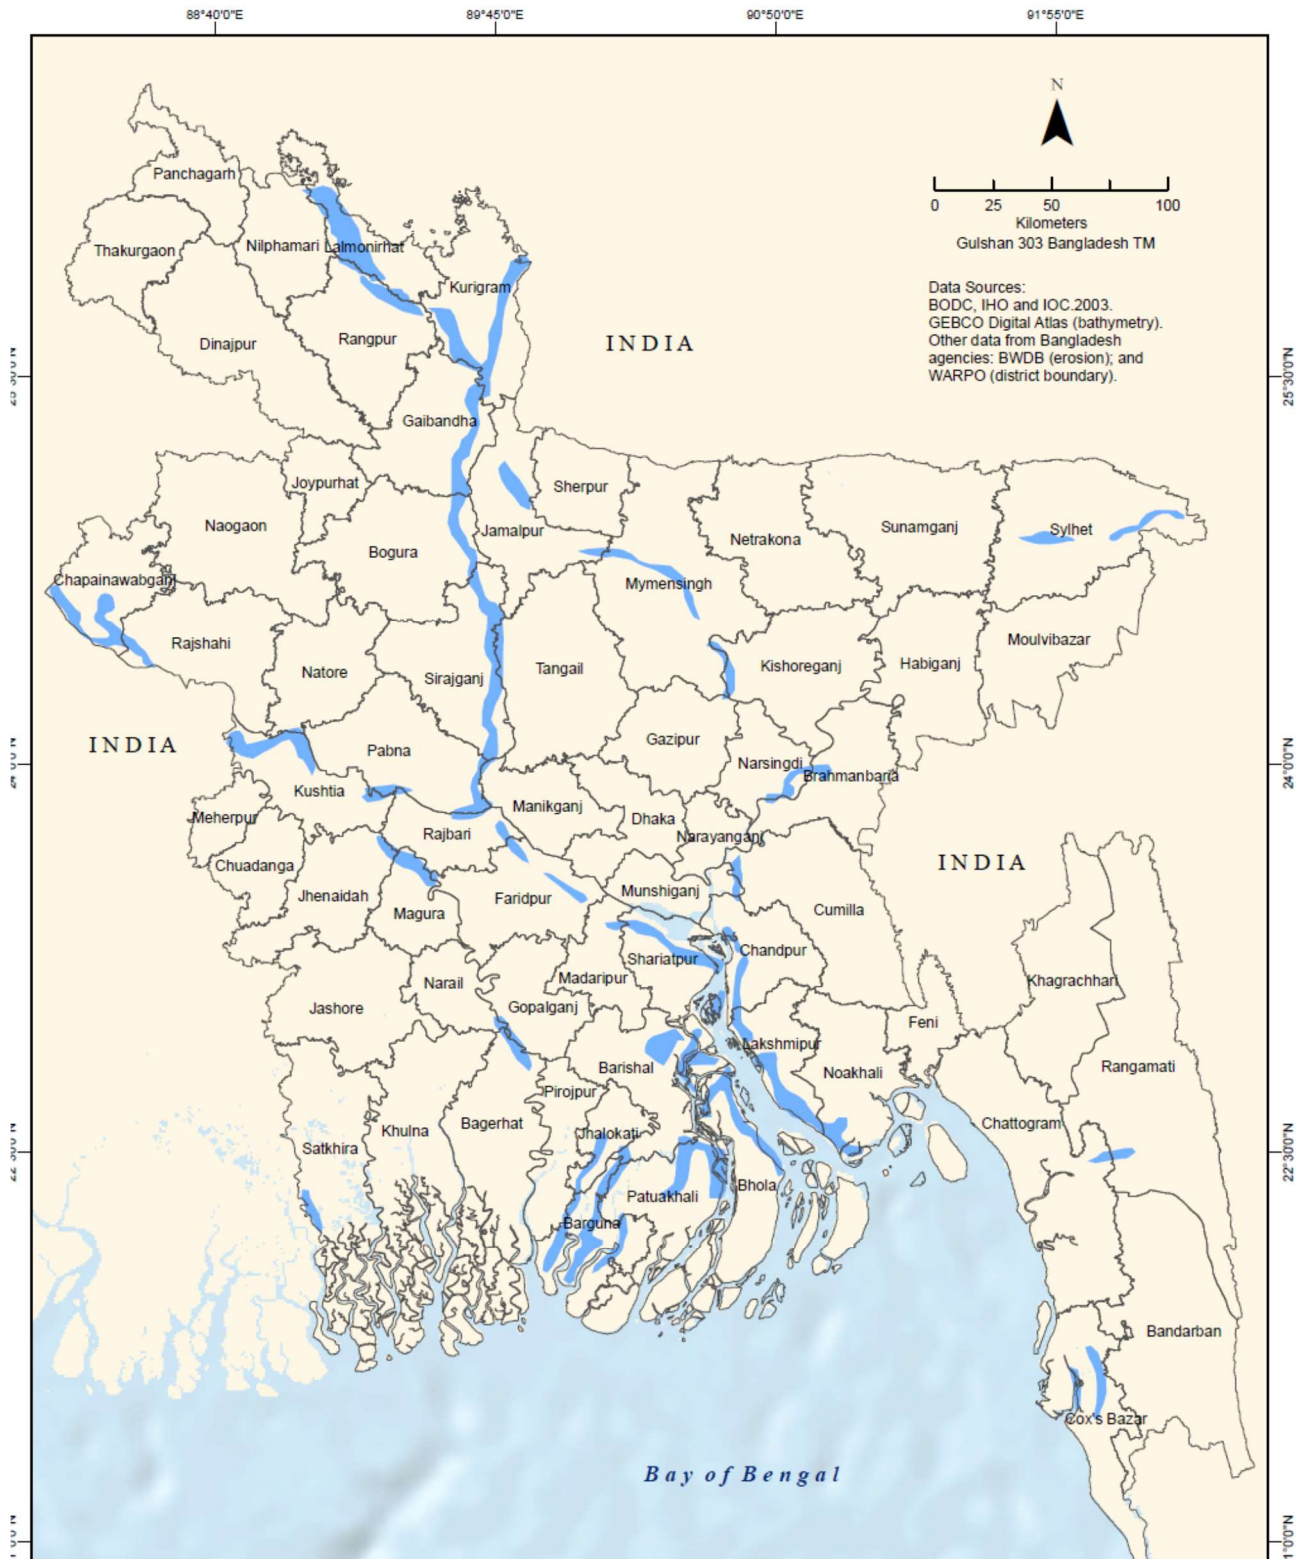 88°40'0"E
89°45'0"E
90°50'0"E
91°55'0"E
N
0 25 50 100
Kilometers
Gulshan 303 Bangladesh TM
Data Sources:
BODC, IHO and IOC.2003.
GEBCO Digital Atlas (bathymetry).
Other data from Bangladesh
agencies: BWDB (erosion); and
WARPO (district boundary).
Panchagarh
Thakurgaon
Nilphamari
Lalmonirhat
Kurigram
Dinajpur
Rangpur
INDIA
25°30'0"N
Gaibandha
Joypurhat
Sherpur
Naogaon
Jamalpur
Bogura
Netrakona
Sunamganj
Sylhet
Chapainawabganj
Mymensingh
Rajshahi
Natore
Sirajganj
Tangail
Kishoreganj
Habiganj
Moulvibazar
INDIA
Pabna
Gazipur
Narsingdi
24°0'0"N
Brahmanbaria
Kushtia
Meherpur
Manikganj
Dhaka
Rajbari
Narayanganj
Chuadanga
INDIA
Jhenaidah
Magura
Faridpur
Munshiganj
Cumilla
Shariatpur
Chandpur
Narail
Madaripur
Khagrachhari
Jashore
Gopalganj
Feni
Lakshmipur
Barishal
Noakhali
Rangamati
Pirojpur
Bagerhat
Khulna
Jhalokati
Chattogram
Satkhira
22°30'0"N
Bhola
Patuakhali
Barguna
Bandarban
Cox's Bazar
Bay of Bengal